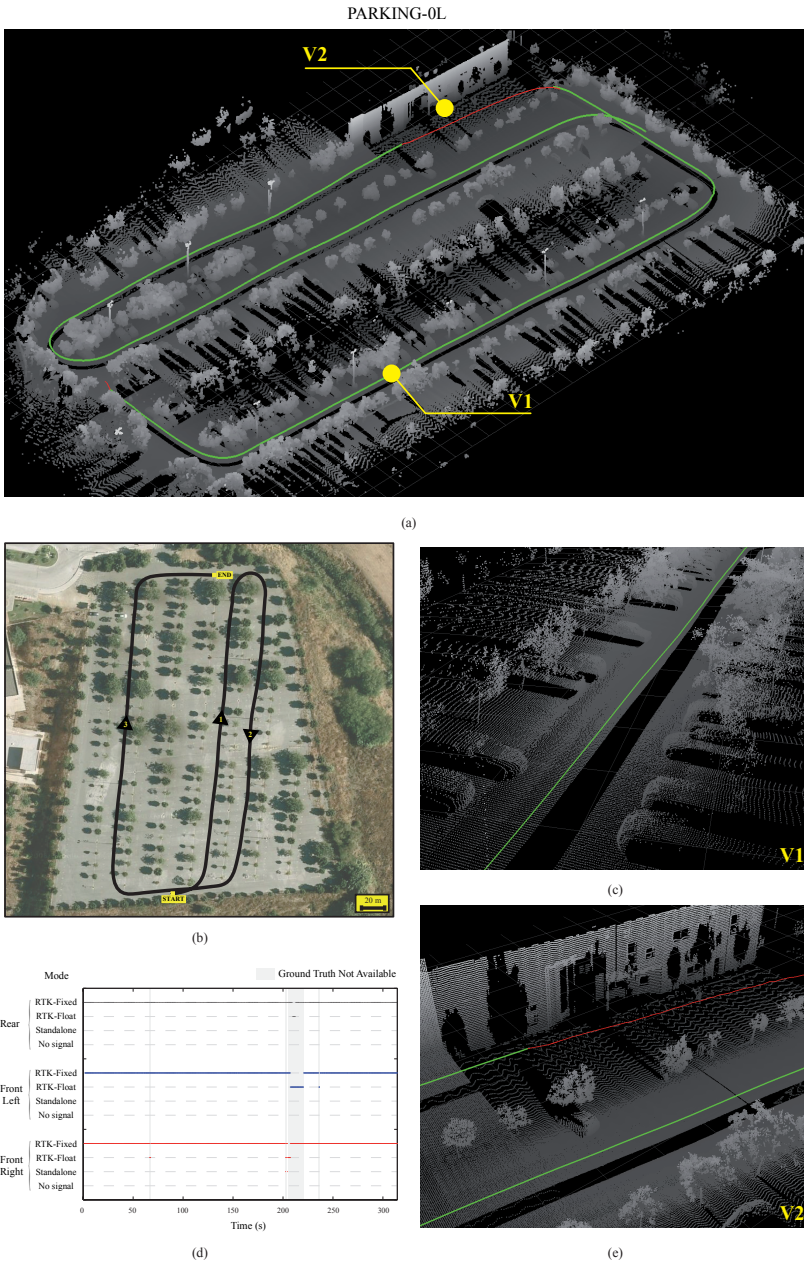 PARKING-0L
V2
V1
(a)
END
3
1
2
START
20 m
(b)
V1
(c)
Mode
Ground Truth Not Available
Rear
RTK-Fixed
RTK-Float
Standalone
No signal
Front
Left
RTK-Fixed
RTK-Float
Standalone
No signal
Front
Right
RTK-Fixed
RTK-Float
Standalone
No signal
0 50 100 150 200 250 300
Time (s)
(d)
V2
(e)